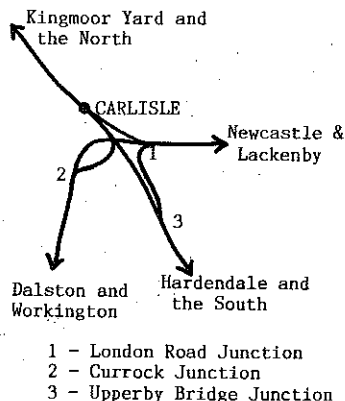 Kingmoor Yard and
the North
CARLISLE
Newcastle &
Lackenby
1
2
3
Dalston and
Workington
Hardendale and
the South
1 - London Road Junction
2 - Currock Junction
3 - Upperby Bridge Junction